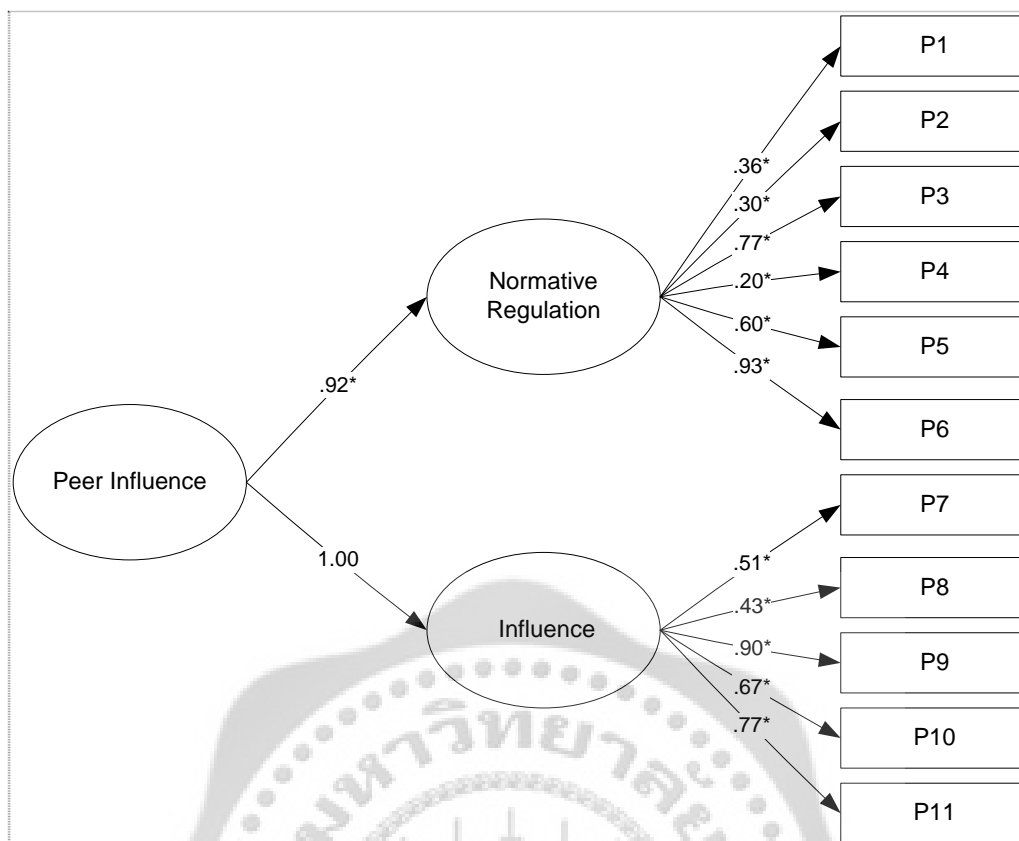 P1
P2
.36*
.30*
P3
.77*
P4
.20*
Normative
Regulation
P5
.60*
.93*
.92*
P6
Peer Influence
P7
1.00
.51*
P8
.43*
Influence
.90*
P9
.67*
P10
.77*
P11